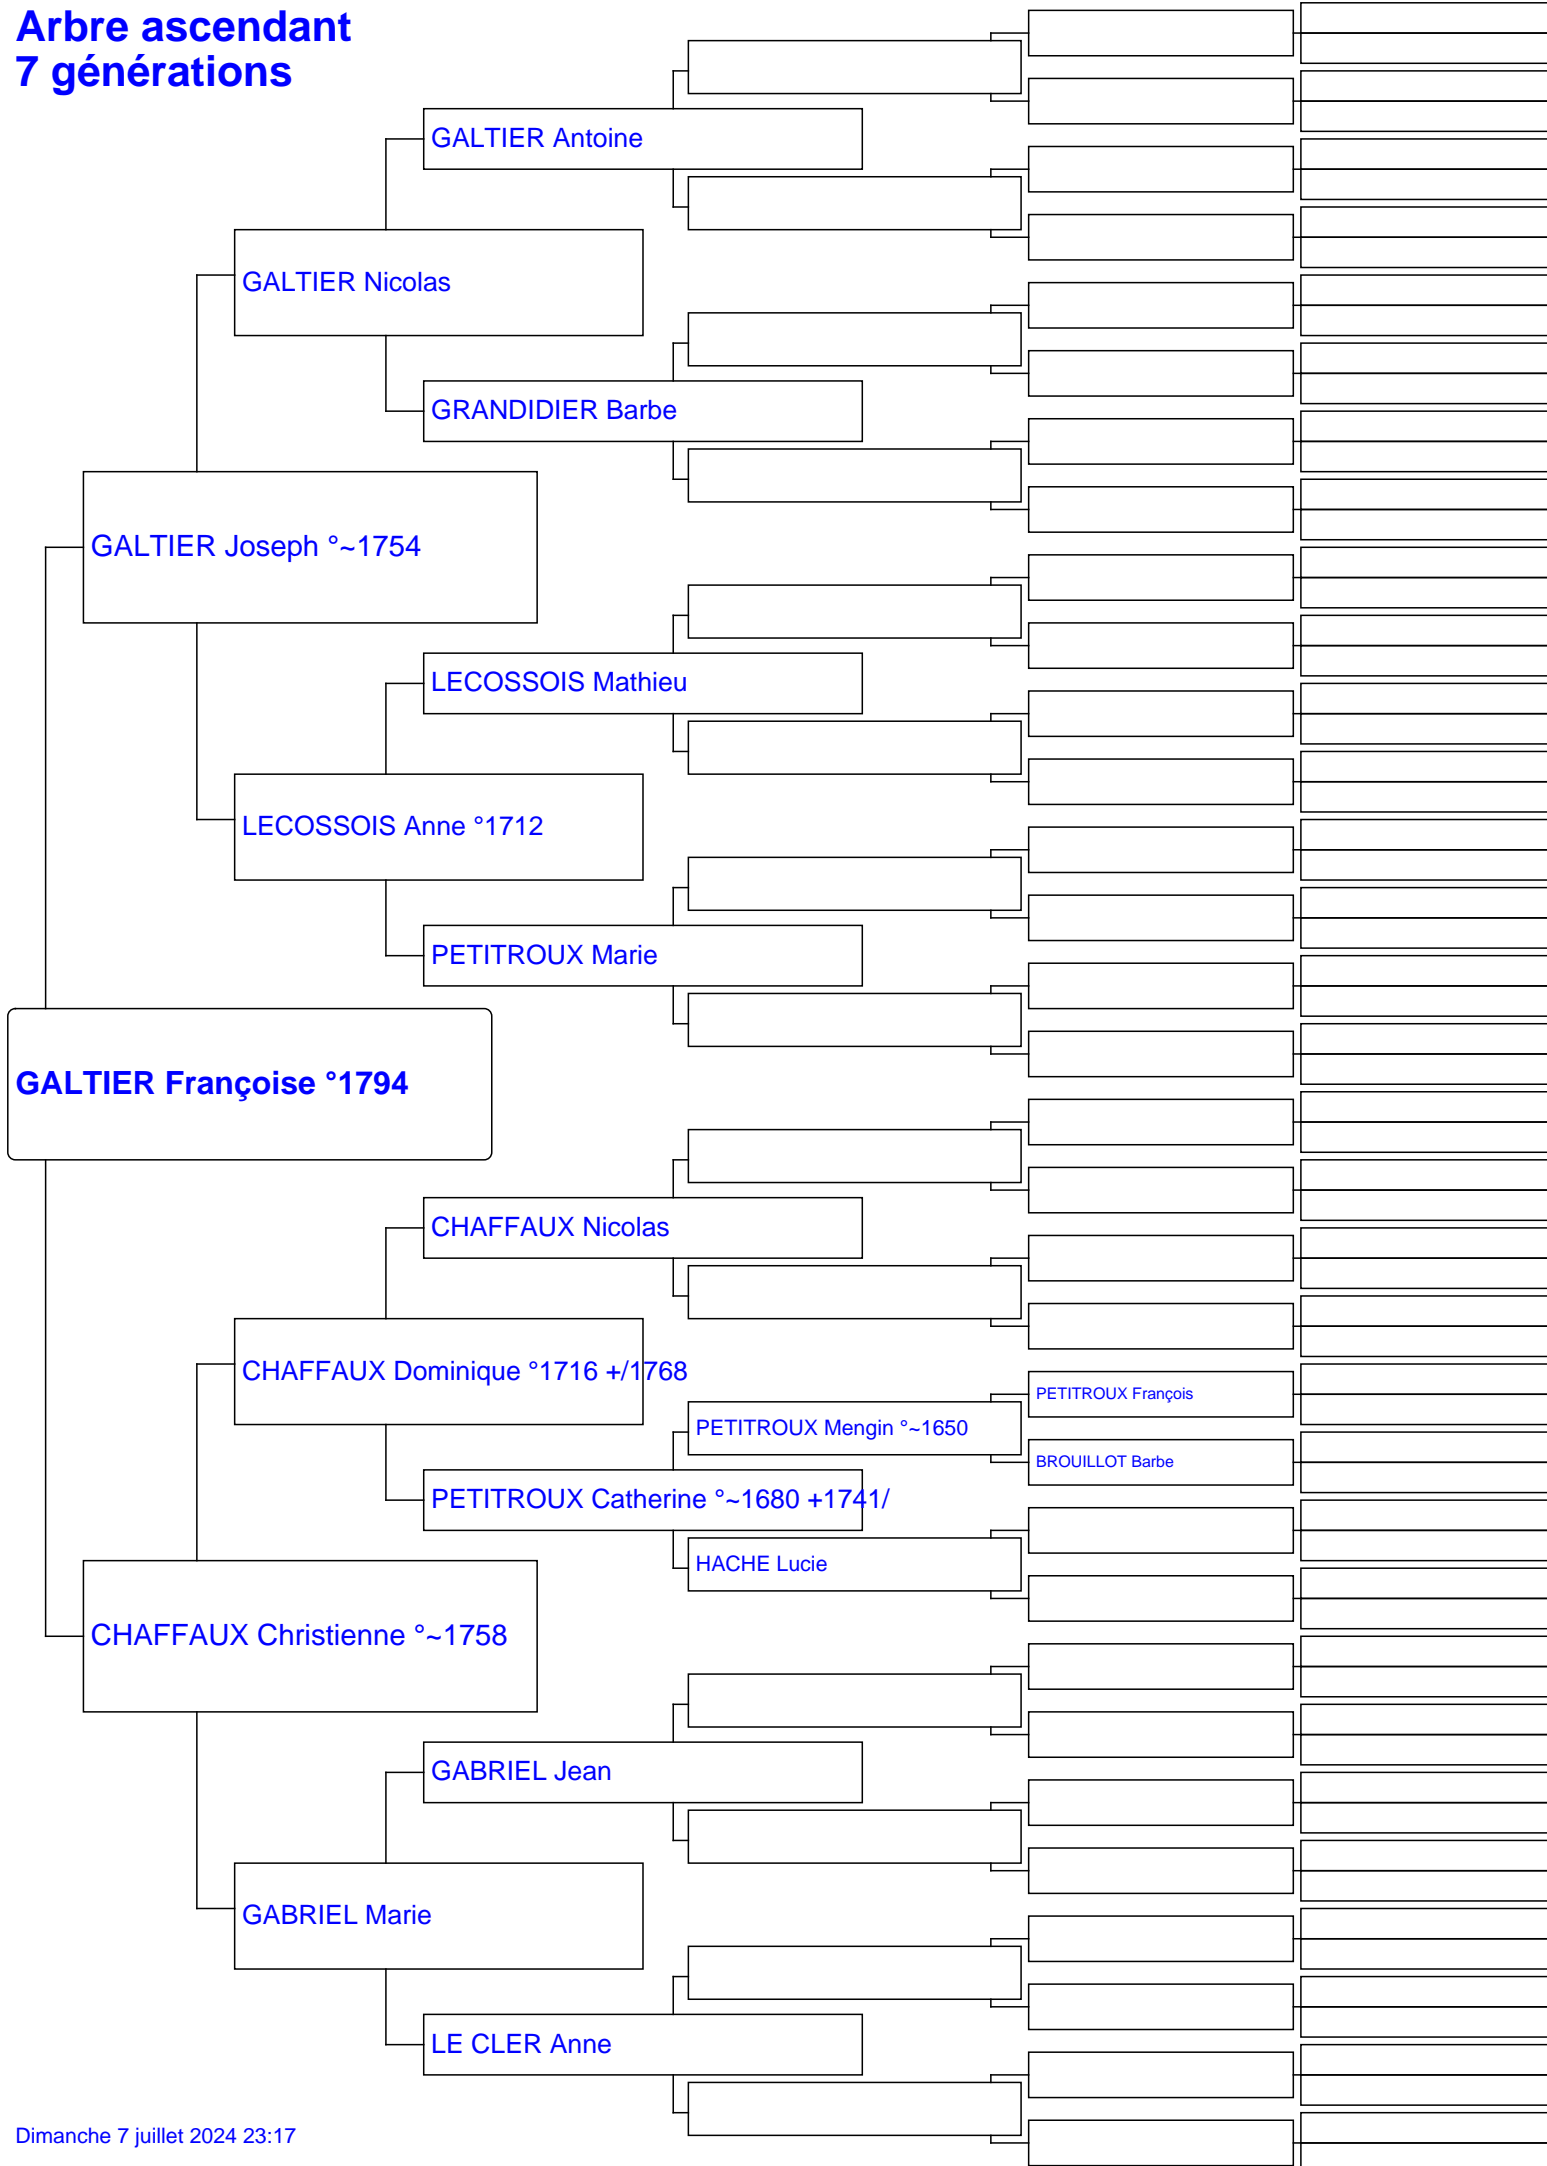 Arbre ascendant
7 générations
GALTIER Antoine
GALTIER Nicolas
GRANDIDIER Barbe
GALTIER Joseph °~1754
LECOSSOIS Mathieu
LECOSSOIS Anne °1712
PETITROUX Marie
GALTIER Françoise °1794
CHAFFAUX Nicolas
CHAFFAUX Dominique °1716 +/1768
PETITROUX François
PETITROUX Mengin °~1650
BROUILLOT Barbe
PETITROUX Catherine °~1680 +1741/
HACHE Lucie
CHAFFAUX Christienne °~1758
GABRIEL Jean
GABRIEL Marie
LE CLER Anne
Dimanche 7 juillet 2024 23:17